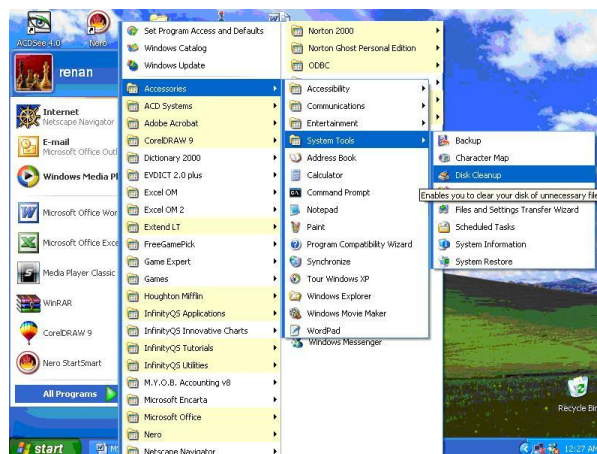 ACDSee 4.0
Nero
renan
Internet
Netscape Navigator
E-mail
Microsoft Office Outl
Windows Media Pl
Microsoft Office Wor
Microsoft Office Exce
Media Player Classic
WinRAR
CorelDRAW 9
Nero StartSmart
All Programs
start
Set Program Access and Defaults
Windows Catalog
Windows Update
Accessories
ACD Systems
Adobe Acrobat
CorelDRAW 9
Dictionary 2000
EVDICT 2.0 plus
Excel OM
Excel OM 2
Extend LT
FreeGamePick
Game Expert
Games
Houghton Mifflin
InfinityQS Applications
InfinityQS Innovative Charts
InfinityQS Tutorials
InfinityQS Utilities
M.Y.O.B. Accounting v8
Microsoft Encarta
Microsoft Office
Nero
Netscape Navigator
Norton 2000
Norton Ghost Personal Edition
ODBC
Accessibility
Communications
Entertainment
System Tools
Address Book
Calculator
Command Prompt
Notepad
Paint
Program Compatibility Wizard
Synchronize
Tour Windows XP
Windows Explorer
Windows Movie Maker
WordPad
Windows Messenger
Backup
Character Map
Disk Cleanup
Enables you to clear your disk of unnecessary file
Files and Settings Transfer Wizard
Scheduled Tasks
System Information
System Restore
Recycle Bin
12:27 AM